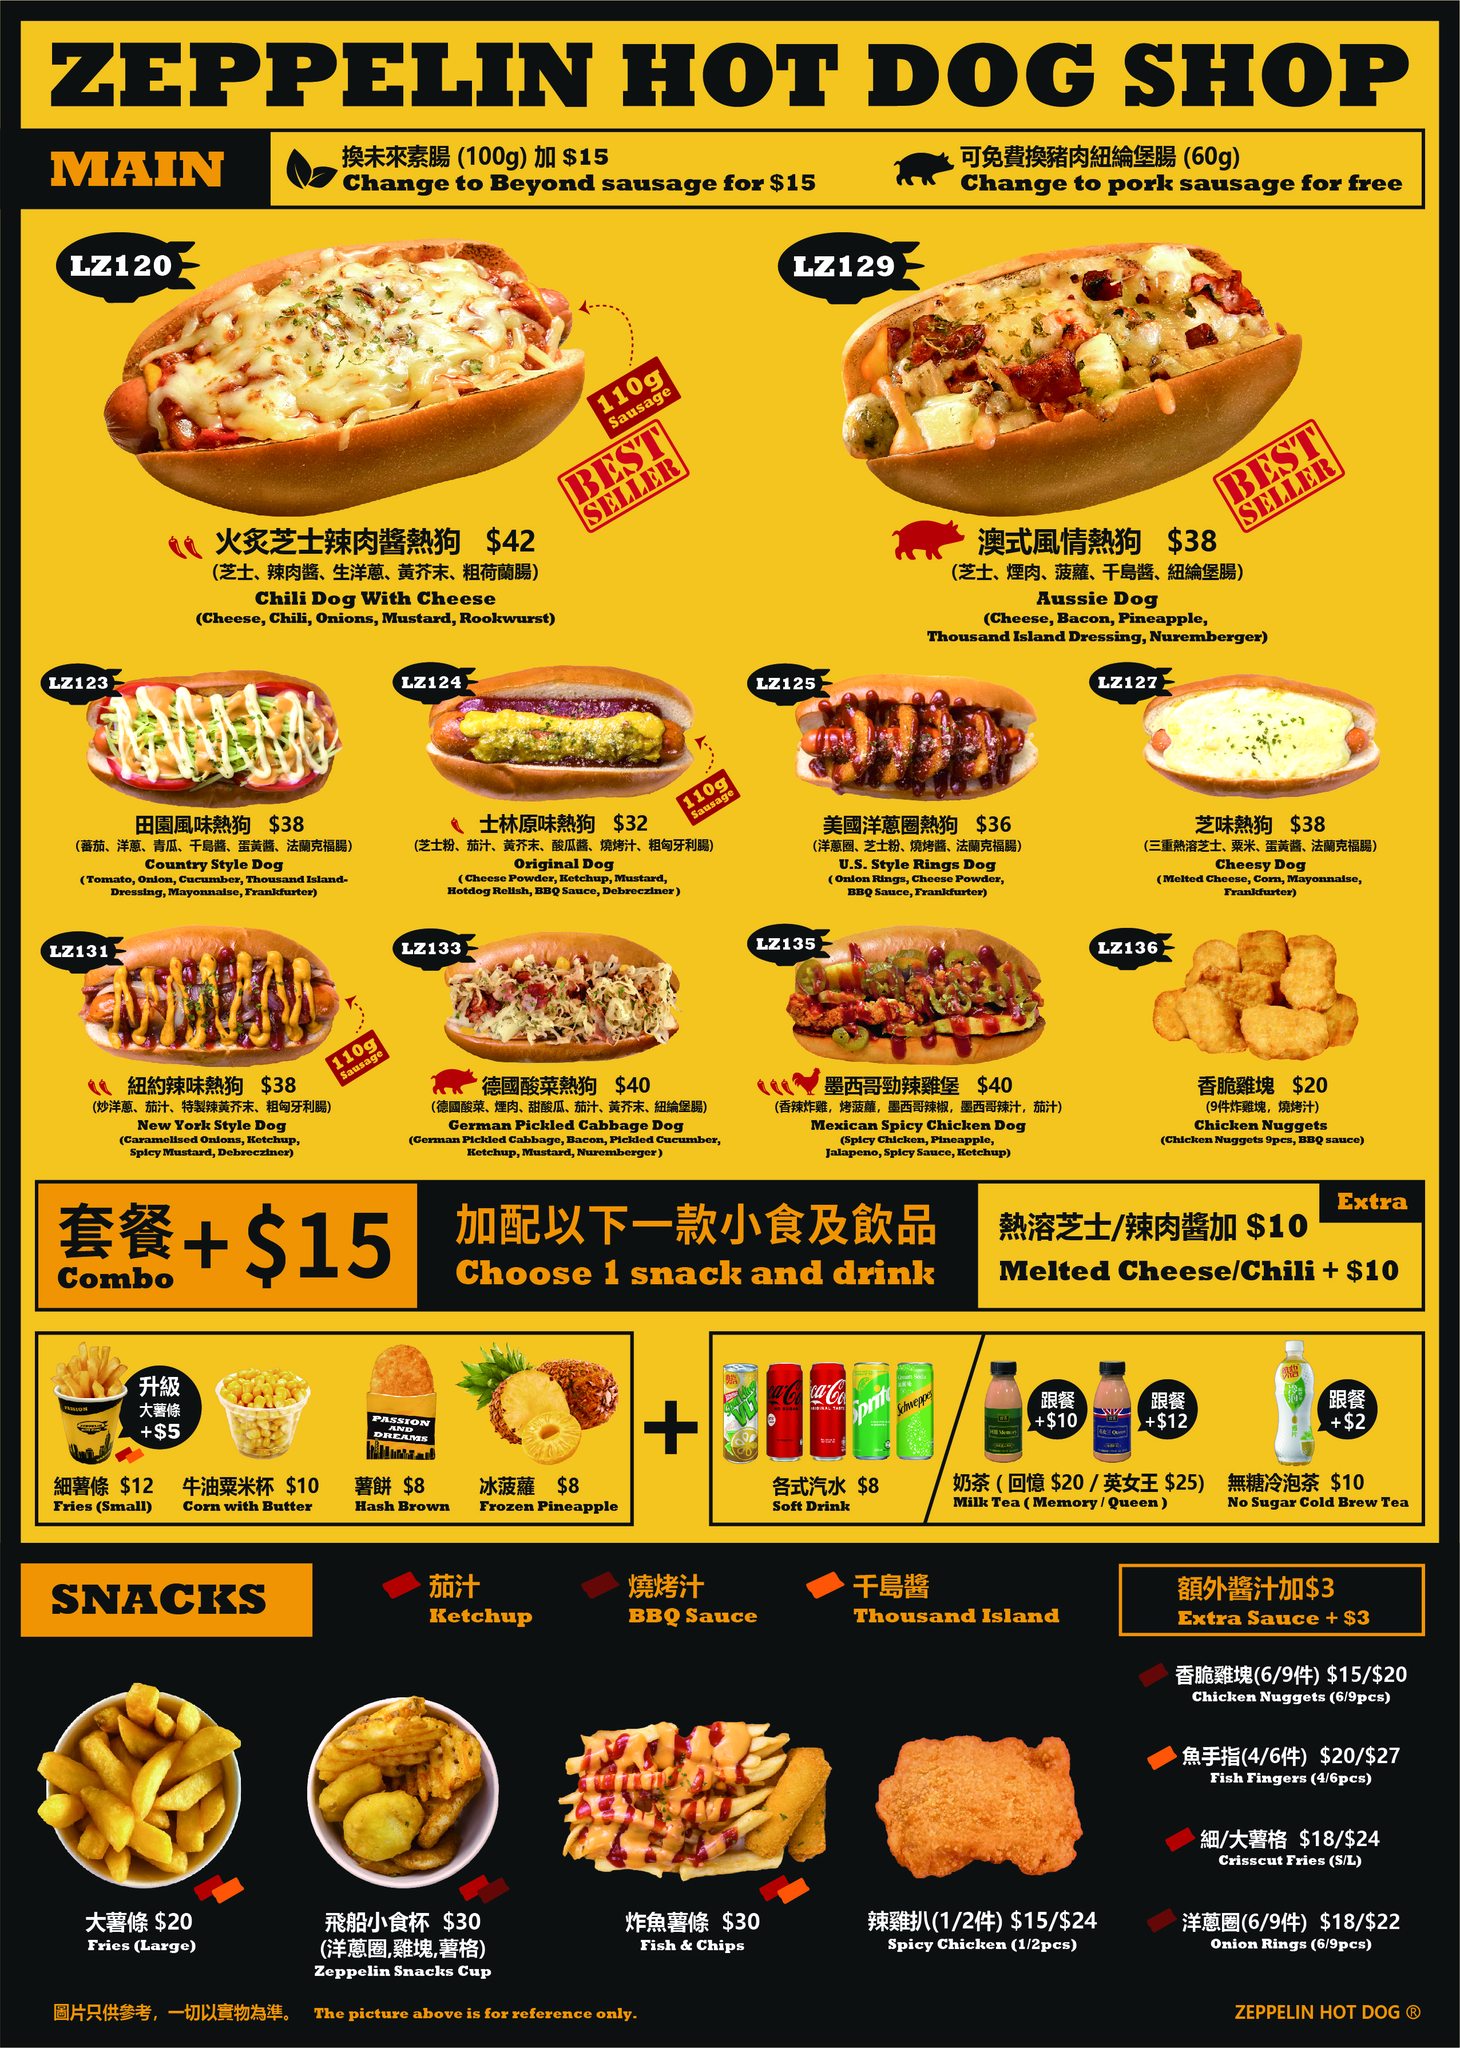 ZEPPELIN HOT DOG SHOP
MAIN
換未來素腸 (100g) 加 $15
Change to Beyond sausage for $15
可免費換豬肉紐綸堡腸 (60g)
Change to pork sausage for free
LZ120
110g
Sausage
BEST
SELLER
火炙芝士辣肉醬熱狗 $42
(芝士、辣肉醬、生洋蔥、黃芥末、粗荷蘭腸)
Chili Dog With Cheese
(Cheese, Chili, Onions, Mustard, Rookwurst)
LZ129
BEST
SELLER
澳式風情熱狗 $38
(芝士、煙肉、菠蘿、千島醬、紐綸堡腸)
Aussie Dog
(Cheese, Bacon, Pineapple,
Thousand Island Dressing, Nuremberger)
LZ123
田園風味熱狗 $38
(蕃茄、洋蔥、青瓜、千島醬、蛋黃醬、法蘭克福腸)
Country Style Dog
(Tomato, Onion, Cucumber, Thousand Island-
Dressing, Mayonnaise, Frankfurter)
LZ124
110g
Sausage
士林原味熱狗 $32
(芝士粉、茄汁、黃芥末、酸瓜醬、燒烤汁、粗匈牙利腸)
Original Dog
(Cheese Powder, Ketchup, Mustard,
Hotdog Relish, BBQ Sauce, Debrecziner)
LZ125
美國洋蔥圈熱狗 $36
(洋蔥圈、芝士粉、燒烤醬、法蘭克福腸)
U.S. Style Rings Dog
(Onion Rings, Cheese Powder,
BBQ Sauce, Frankfurter)
LZ127
芝味熱狗 $38
(三重熱溶芝士、粟米、蛋黃醬、法蘭克福腸)
Cheesy Dog
(Melted Cheese, Corn, Mayonnaise,
Frankfurter)
LZ131
110g
Sausage
紐約辣味熱狗 $38
(炒洋蔥、茄汁、特製辣黃芥末、粗匈牙利腸)
New York Style Dog
(Caramelised Onions, Ketchup,
Spicy Mustard, Debrecziner)
LZ133
德國酸菜熱狗 $40
(德國酸菜、煙肉、甜酸瓜、茄汁、黃芥末、紐綸堡腸)
German Pickled Cabbage Dog
(German Pickled Cabbage, Bacon, Pickled Cucumber,
Ketchup, Mustard, Nuremberger)
LZ135
墨西哥勁辣雞堡 $40
(香辣炸雞，烤菠蘿，墨西哥辣椒，墨西哥辣汁，茄汁)
Mexican Spicy Chicken Dog
(Spicy Chicken, Pineapple,
Jalapeno, Spicy Sauce, Ketchup)
LZ136
香脆雞塊 $20
(9件炸雞塊，燒烤汁)
Chicken Nuggets
(Chicken Nuggets 9pcs, BBQ sauce)
套餐
Combo
+$15
加配以下一款小食及飲品
Choose 1 snack and drink
Extra
熱溶芝士/辣肉醬加 $10
Melted Cheese/Chili + $10
升級
大薯條
+$5
細薯條 $12
Fries (Small)
牛油粟米杯 $10
Corn with Butter
PASSION
AND
DREAMS
薯餅 $8
Hash Brown
冰菠蘿 $8
Frozen Pineapple
+
Coca-Cola
Sprite
Schweppes
各式汽水 $8
Soft Drink
跟餐
+$10
跟餐
+$12
奶茶 ( 回憶 $20 / 英女王 $25)
Milk Tea ( Memory / Queen )
跟餐
+$2
無糖冷泡茶 $10
No Sugar Cold Brew Tea
SNACKS
茄汁
Ketchup
燒烤汁
BBQ Sauce
千島醬
Thousand Island
額外醬汁加$3
Extra Sauce + $3
大薯條 $20
Fries (Large)
飛船小食杯 $30
(洋蔥圈,雞塊,薯格)
Zeppelin Snacks Cup
炸魚薯條 $30
Fish & Chips
辣雞扒(1/2件) $15/$24
Spicy Chicken (1/2pcs)
香脆雞塊(6/9件) $15/$20
Chicken Nuggets (6/9pcs)
魚手指(4/6件) $20/$27
Fish Fingers (4/6pcs)
細/大薯格 $18/$24
Crisscut Fries (S/L)
洋蔥圈(6/9件) $18/$22
Onion Rings (6/9pcs)
圖片只供參考，一切以實物為準。 The picture above is for reference only.
ZEPPELIN HOT DOG ®